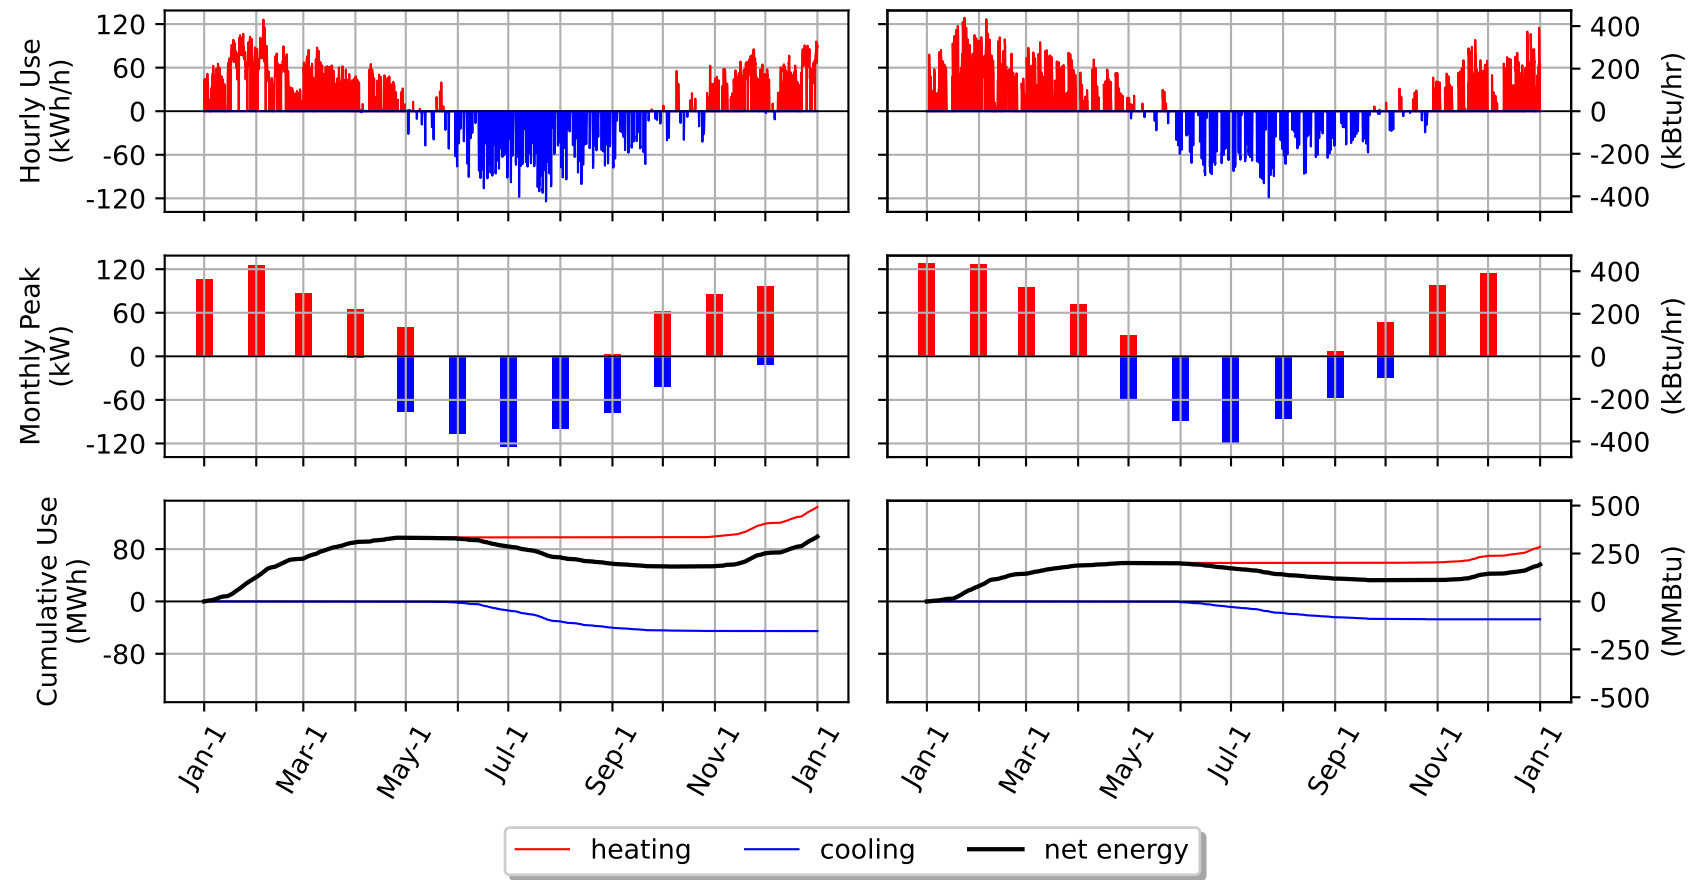 Hourly Use
(kWh/h)
120
60
0
-60
-120
400
200
0
-200
-400
(kBtu/hr)
Monthly Peak
(kW)
120
60
0
-60
-120
400
200
0
-200
-400
(kBtu/hr)
Cumulative Use
(MWh)
80
0
-80
500
250
0
-250
-500
(MMBtu)
Jan-1 Mar-1 May-1 Jul-1 Sep-1 Nov-1 Jan-1
Jan-1 Mar-1 May-1 Jul-1 Sep-1 Nov-1 Jan-1
heating cooling net energy